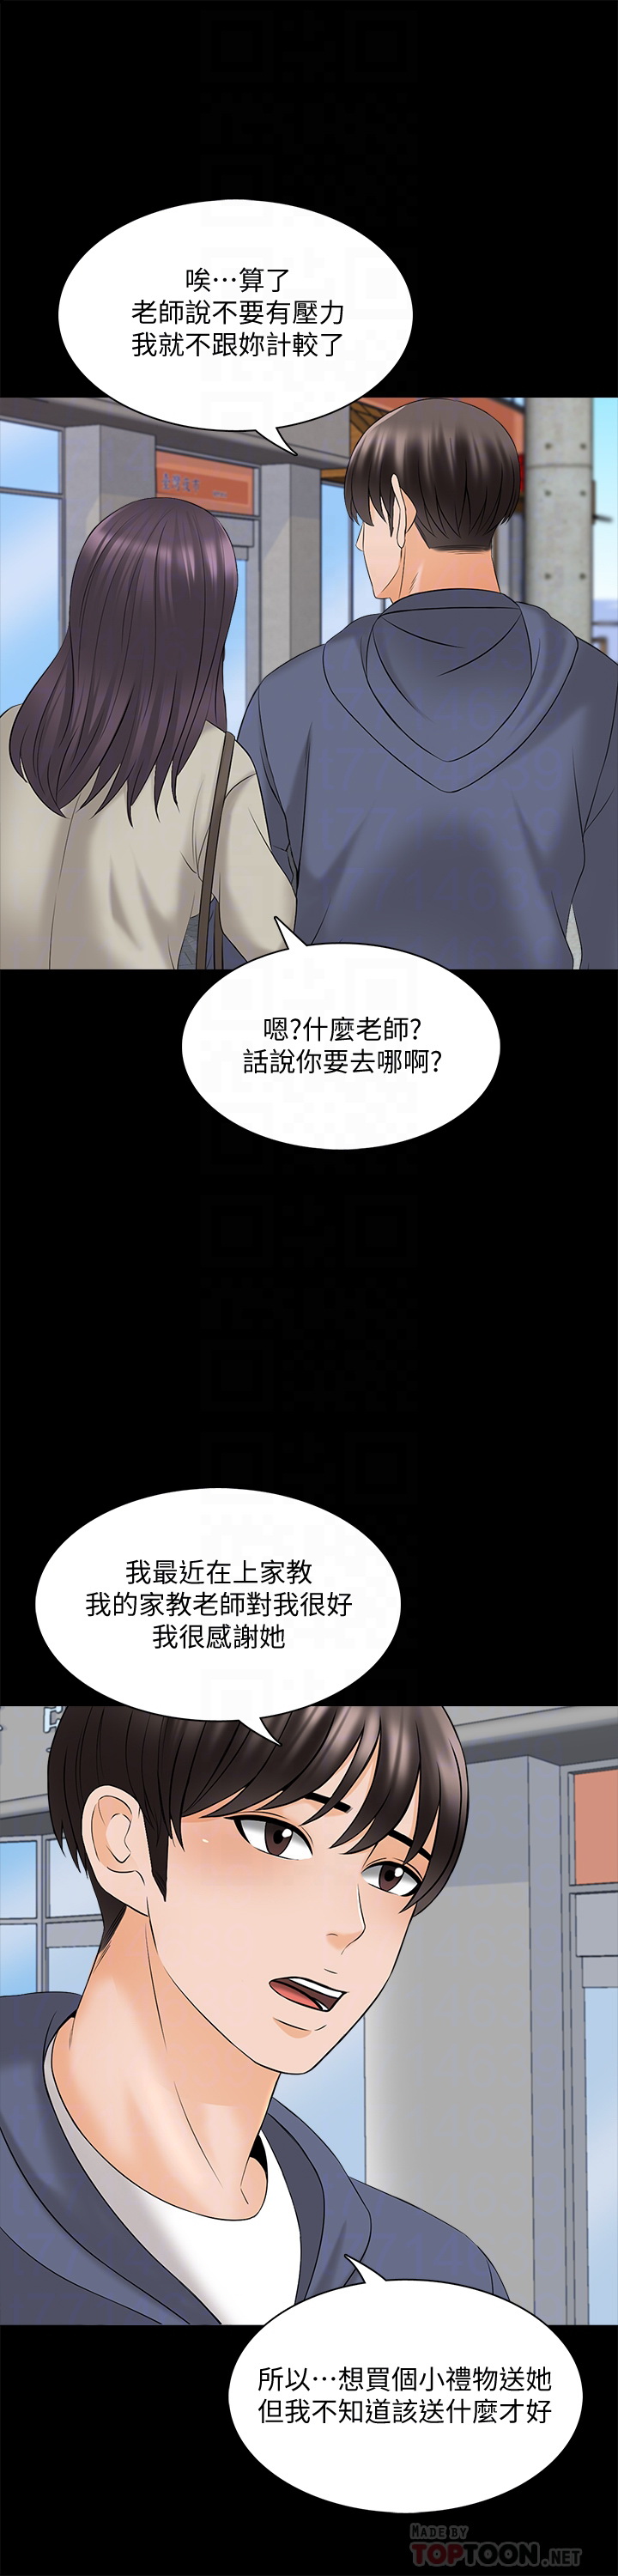 唉⋯算了
老師說不要有壓力
我就不跟妳計較了
嗯?什麼老師?
話說你要去哪啊?
我最近在上家教
我的家教老師對我很好
我很感謝她
所以⋯想買個小禮物送她
但我不知道該送什麼才好
MADE BY
TOPTOON.NET